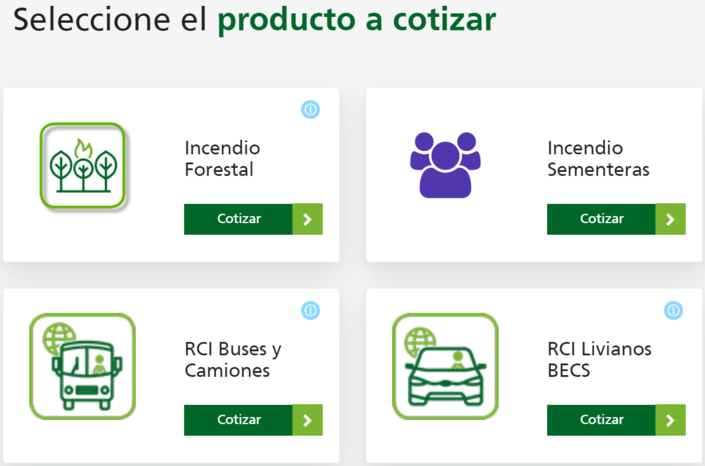 Seleccione el producto a cotizar
Incendio
Forestal
Cotizar
Incendio
Sementeras
Cotizar
RCI Buses y
Camiones
Cotizar
RCI Livianos
BECS
Cotizar